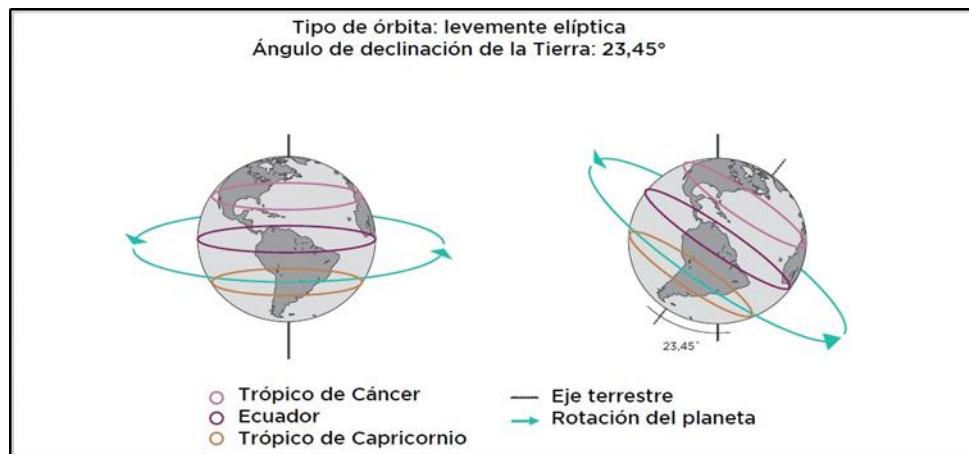 Tipo de órbita: levemente elíptica
Ángulo de declinación de la Tierra: 23,45°
23,45°
Trópico de Cáncer
Ecuador
Trópico de Capricornio
Eje terrestre
Rotación del planeta